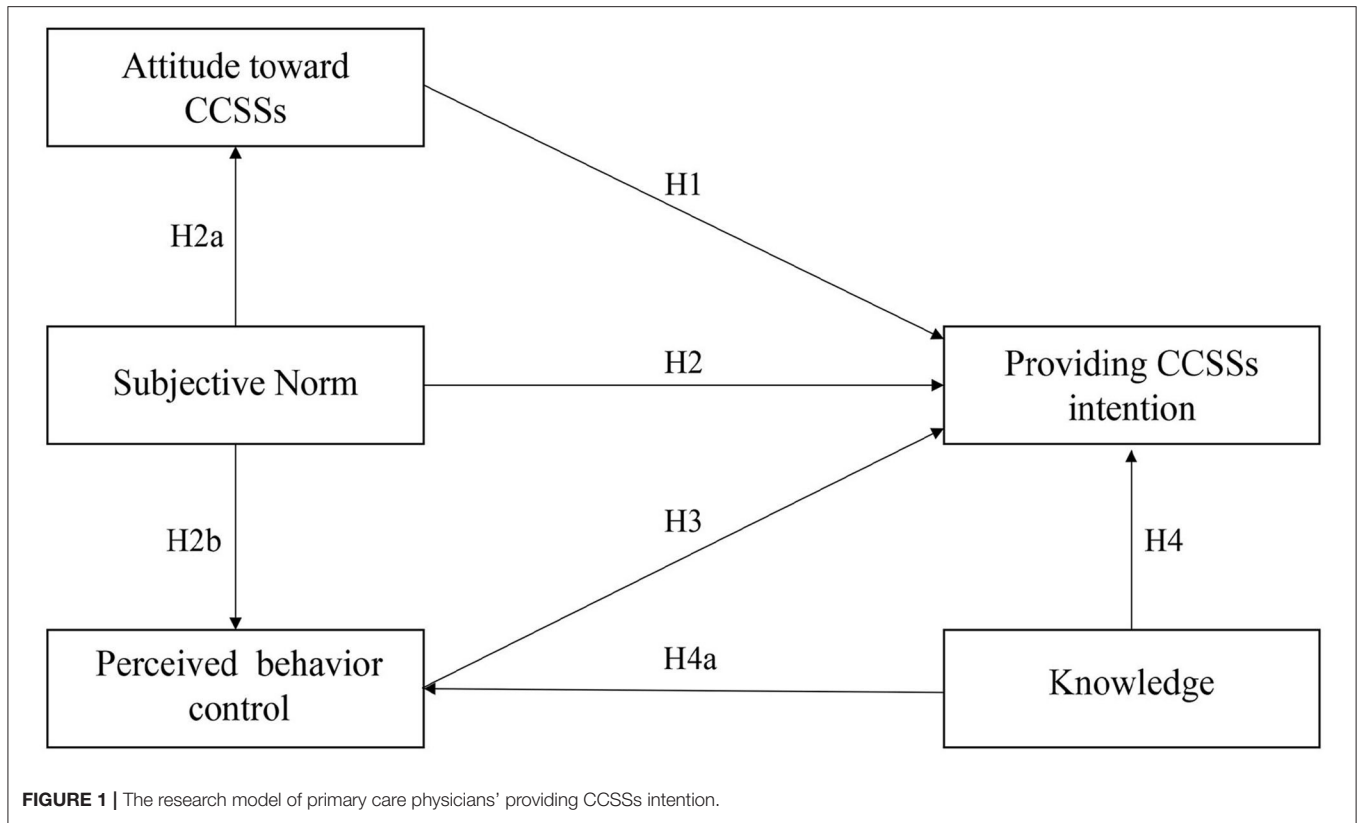 Attitude toward
CCSSs
H1
H2a
Subjective Norm
H2
Providing CCSSs
intention
H2b
H3
H4
Perceived behavior
control
H4a
Knowledge
FIGURE 1 | The research model of primary care physicians' providing CCSSs intention.